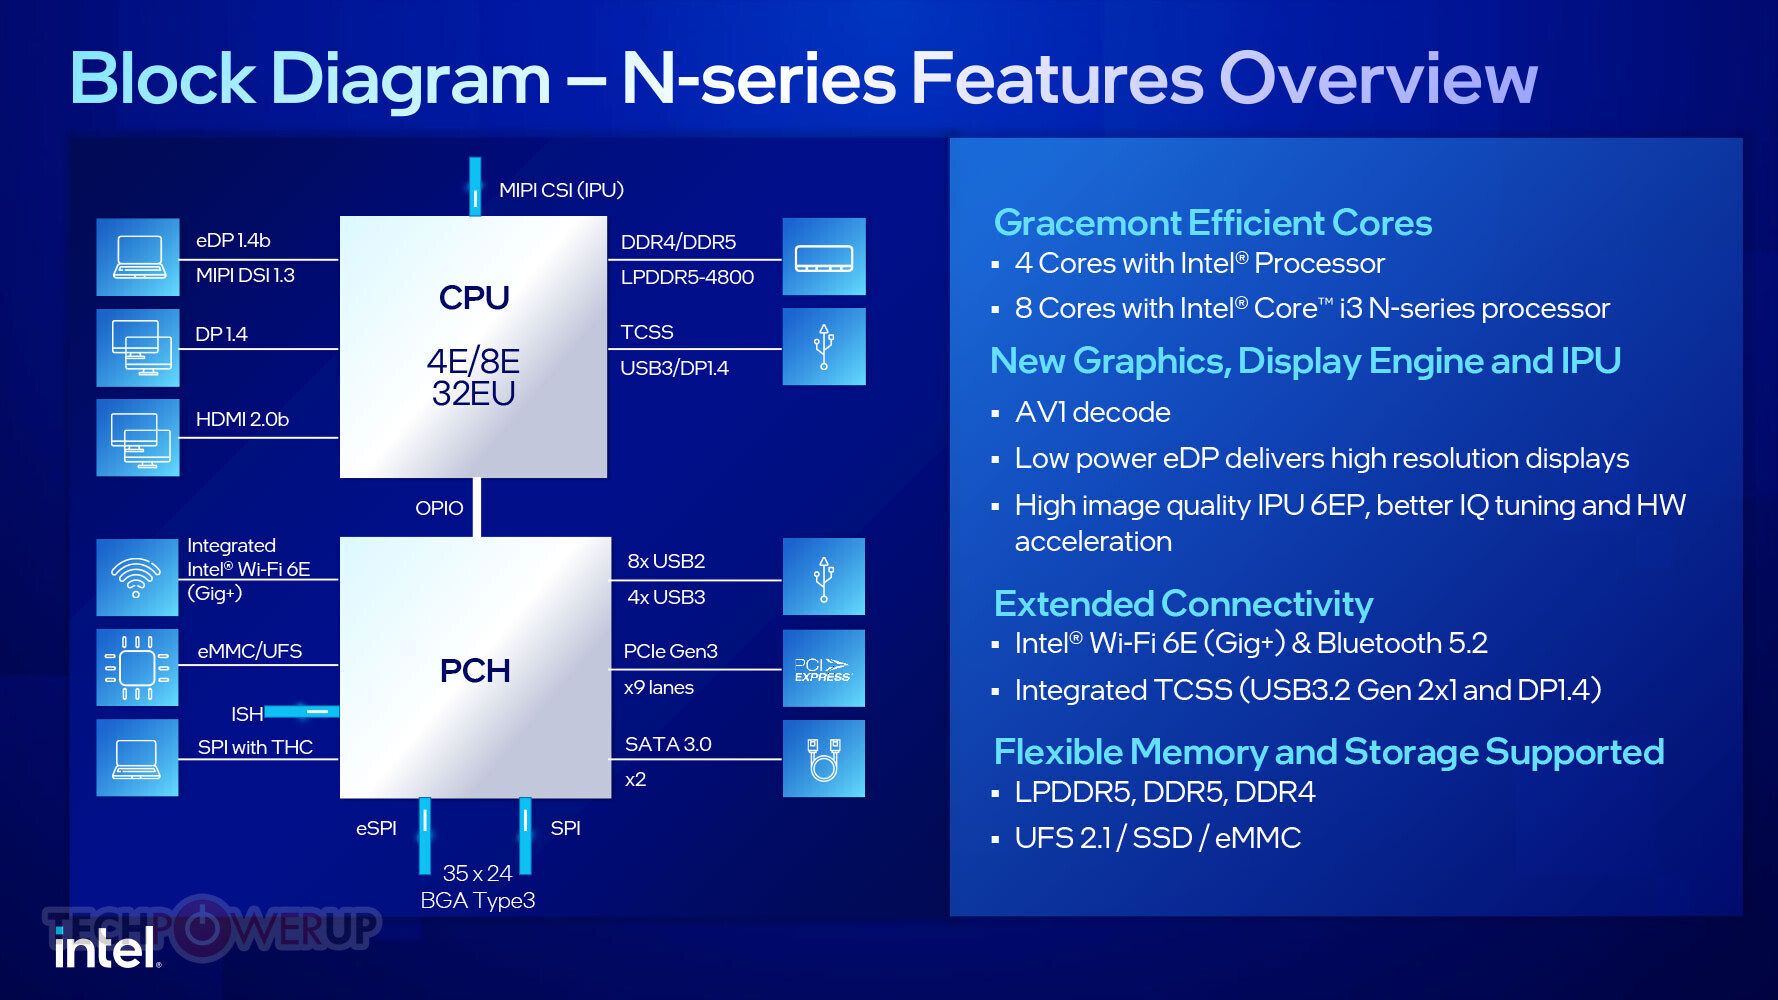 Block Diagram – N-series Features Overview
MIPI CSI (IPU)
eDP 1.4b
MIPI DSI 1.3
DP 1.4
HDMI 2.0b
CPU
4E/8E
32EU
DDR4/DDR5
LPDDR5-4800
TCSS
USB3/DP1.4
OPIO
Integrated
Intel® Wi-Fi 6E
(Gig+)
eMMC/UFS
ISH
SPI with THC
PCH
8x USB2
4x USB3
PCIe Gen3
x9 lanes
PCI
EXPRESS
SATA 3.0
x2
eSPI
SPI
35 x 24
BGA Type3
Gracemont Efficient Cores
▪ 4 Cores with Intel® Processor
▪ 8 Cores with Intel® Core™ i3 N-series processor
New Graphics, Display Engine and IPU
▪ AV1 decode
▪ Low power eDP delivers high resolution displays
▪ High image quality IPU 6EP, better IQ tuning and HW
acceleration
Extended Connectivity
▪ Intel® Wi-Fi 6E (Gig+) & Bluetooth 5.2
▪ Integrated TCSS (USB3.2 Gen 2x1 and DP1.4)
Flexible Memory and Storage Supported
▪ LPDDR5, DDR5, DDR4
▪ UFS 2.1 / SSD / eMMC
TECHPOWERUP
intel®